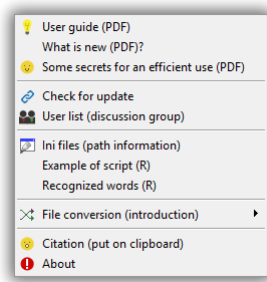 User guide (PDF)
What is new (PDF)?
Some secrets for an efficient use (PDF)
Check for update
User list (discussion group)
Ini files (path information)
Example of script (R)
Recognized words (R)
File conversion (introduction)
Citation (put on clipboard)
About